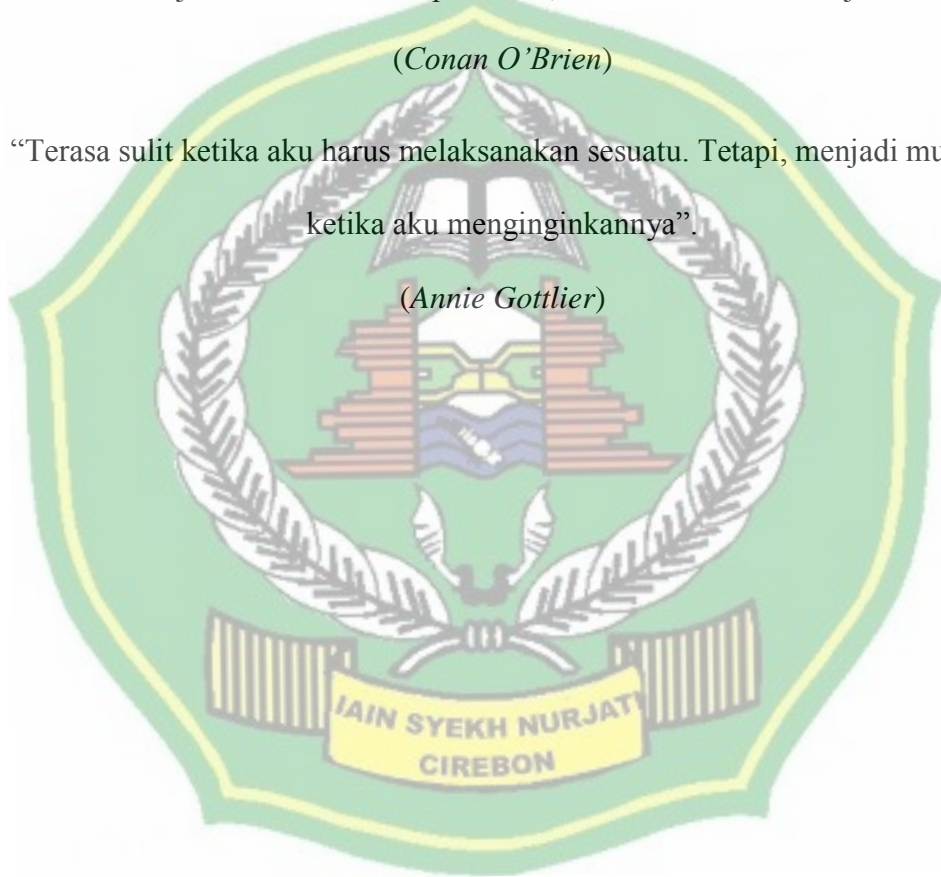 (Conan O’Brien)
“Terasa sulit ketika aku harus melaksanakan sesuatu. Tetapi, menjadi
ketika aku menginginkannya”.
(Annie Gottlier)
IAIN SYEKH NURJATI
CIREBON